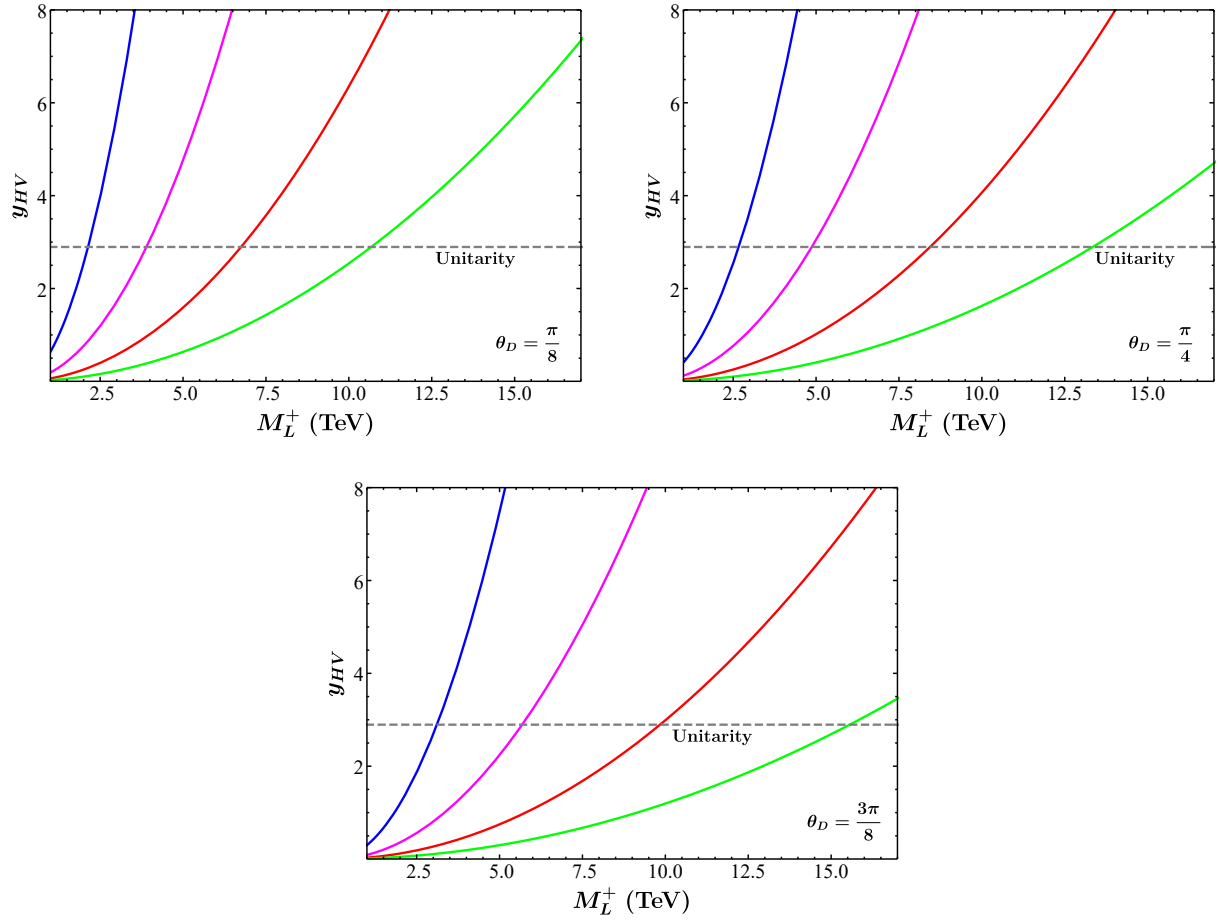 8
6
4
2
y_HV
Unitarity
θ_D = π/8
2.5 5.0 7.5 10.0 12.5 15.0
M_L^+ (TeV)
8
6
4
2
y_HV
Unitarity
θ_D = π/4
2.5 5.0 7.5 10.0 12.5 15.0
M_L^+ (TeV)
8
6
4
2
y_HV
Unitarity
θ_D = 3π/8
2.5 5.0 7.5 10.0 12.5 15.0
M_L^+ (TeV)